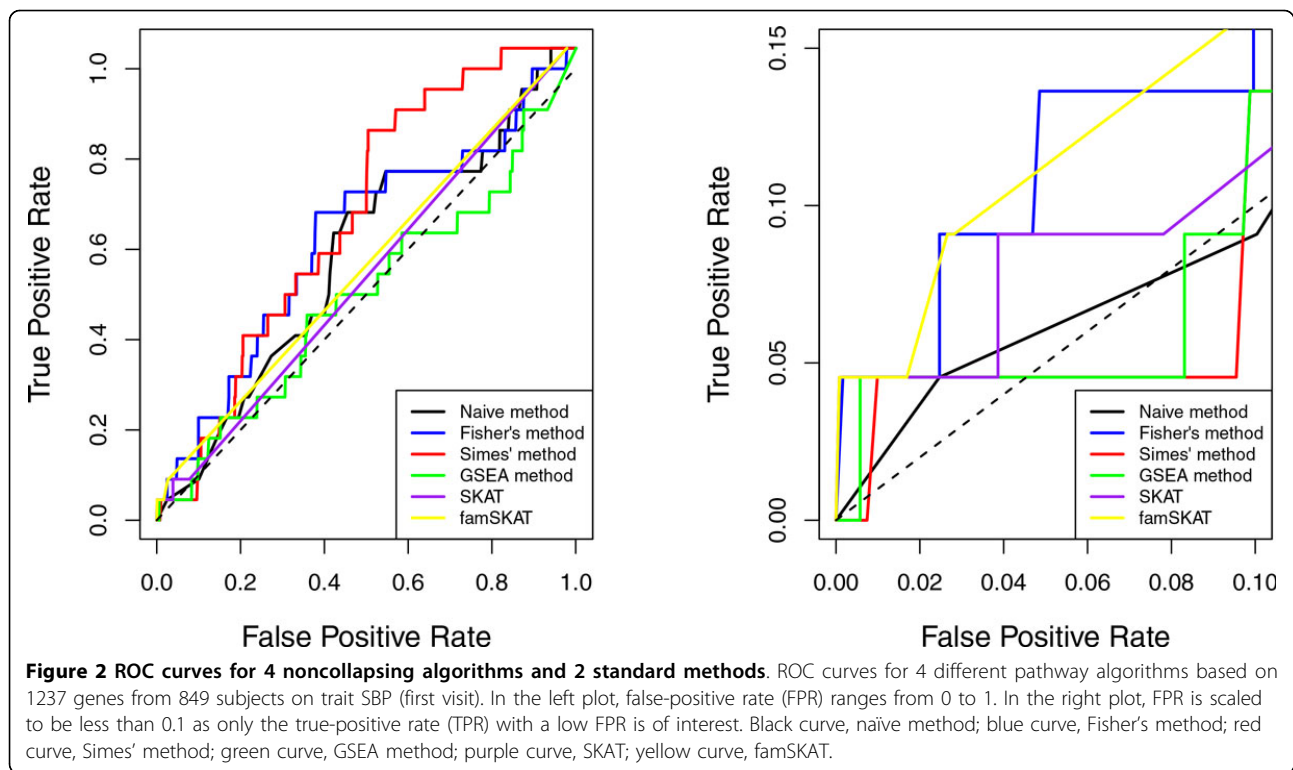 True Positive Rate
1.0
0.8
0.6
0.4
0.2
0.0
Naive method
Fisher's method
Simes' method
GSEA method
SKAT
famSKAT
0.0 0.2 0.4 0.6 0.8 1.0
False Positive Rate
True Positive Rate
0.15
0.10
0.05
0.00
Naive method
Fisher's method
Simes' method
GSEA method
SKAT
famSKAT
0.00 0.02 0.04 0.06 0.08 0.10
False Positive Rate
Figure 2 ROC curves for 4 noncollapsing algorithms and 2 standard methods. ROC curves for 4 different pathway algorithms based on
1237 genes from 849 subjects on trait SBP (first visit). In the left plot, false-positive rate (FPR) ranges from 0 to 1. In the right plot, FPR is scaled
to be less than 0.1 as only the true-positive rate (TPR) with a low FPR is of interest. Black curve, naïve method; blue curve, Fisher's method; red
curve, Simes' method; green curve, GSEA method; purple curve, SKAT; yellow curve, famSKAT.